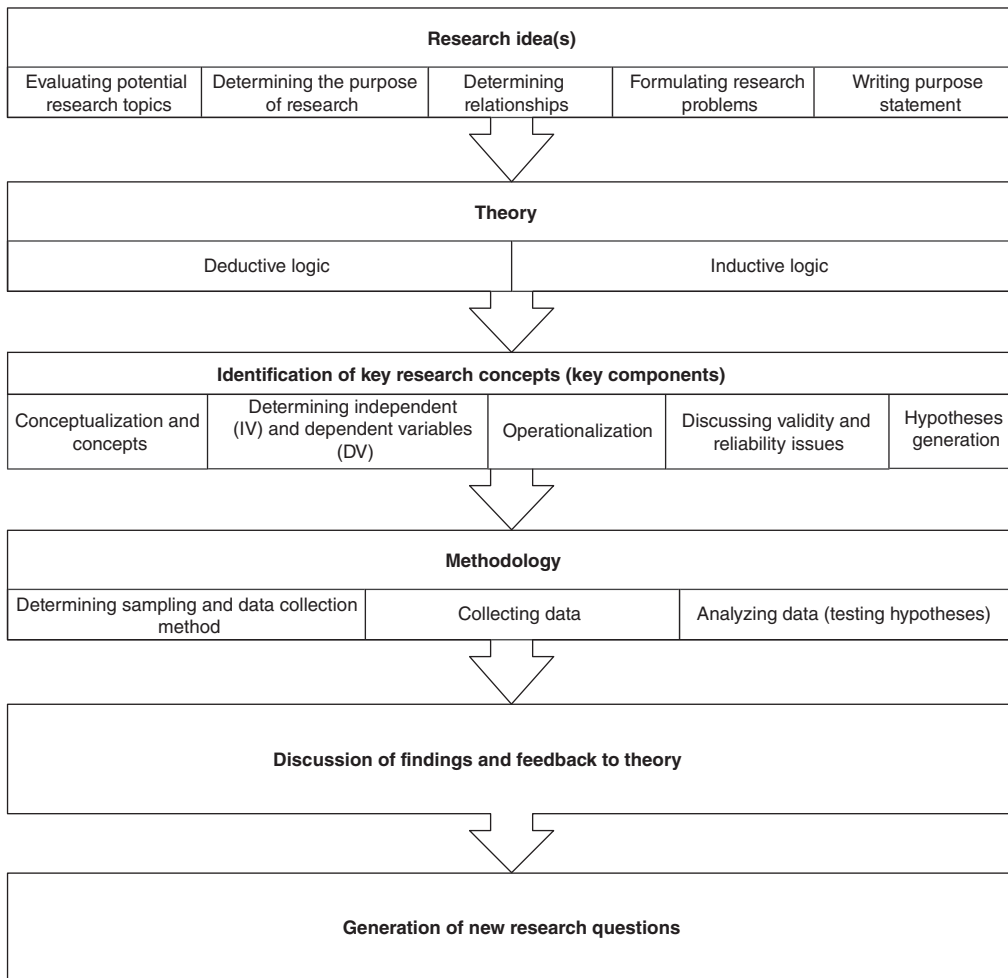 Research idea(s)
Evaluating potential
research topics
Determining the purpose
of research
Determining
relationships
Formulating research
problems
Writing purpose
statement
Theory
Deductive logic
Inductive logic
Identification of key research concepts (key components)
Conceptualization and
concepts
Determining independent
(IV) and dependent variables
(DV)
Operationalization
Discussing validity and
reliability issues
Hypotheses
generation
Methodology
Determining sampling and data collection
method
Collecting data
Analyzing data (testing hypotheses)
Discussion of findings and feedback to theory
Generation of new research questions